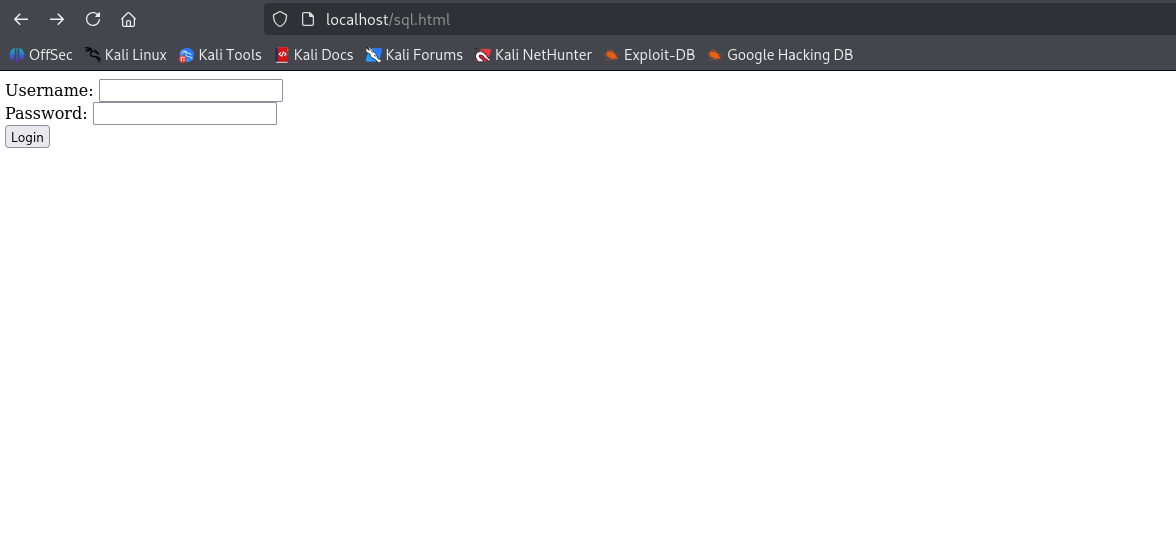 localhost/sql.html
OffSec Kali Linux Kali Tools Kali Docs Kali Forums Kali NetHunter Exploit-DB Google Hacking DB
Username:
Password:
Login